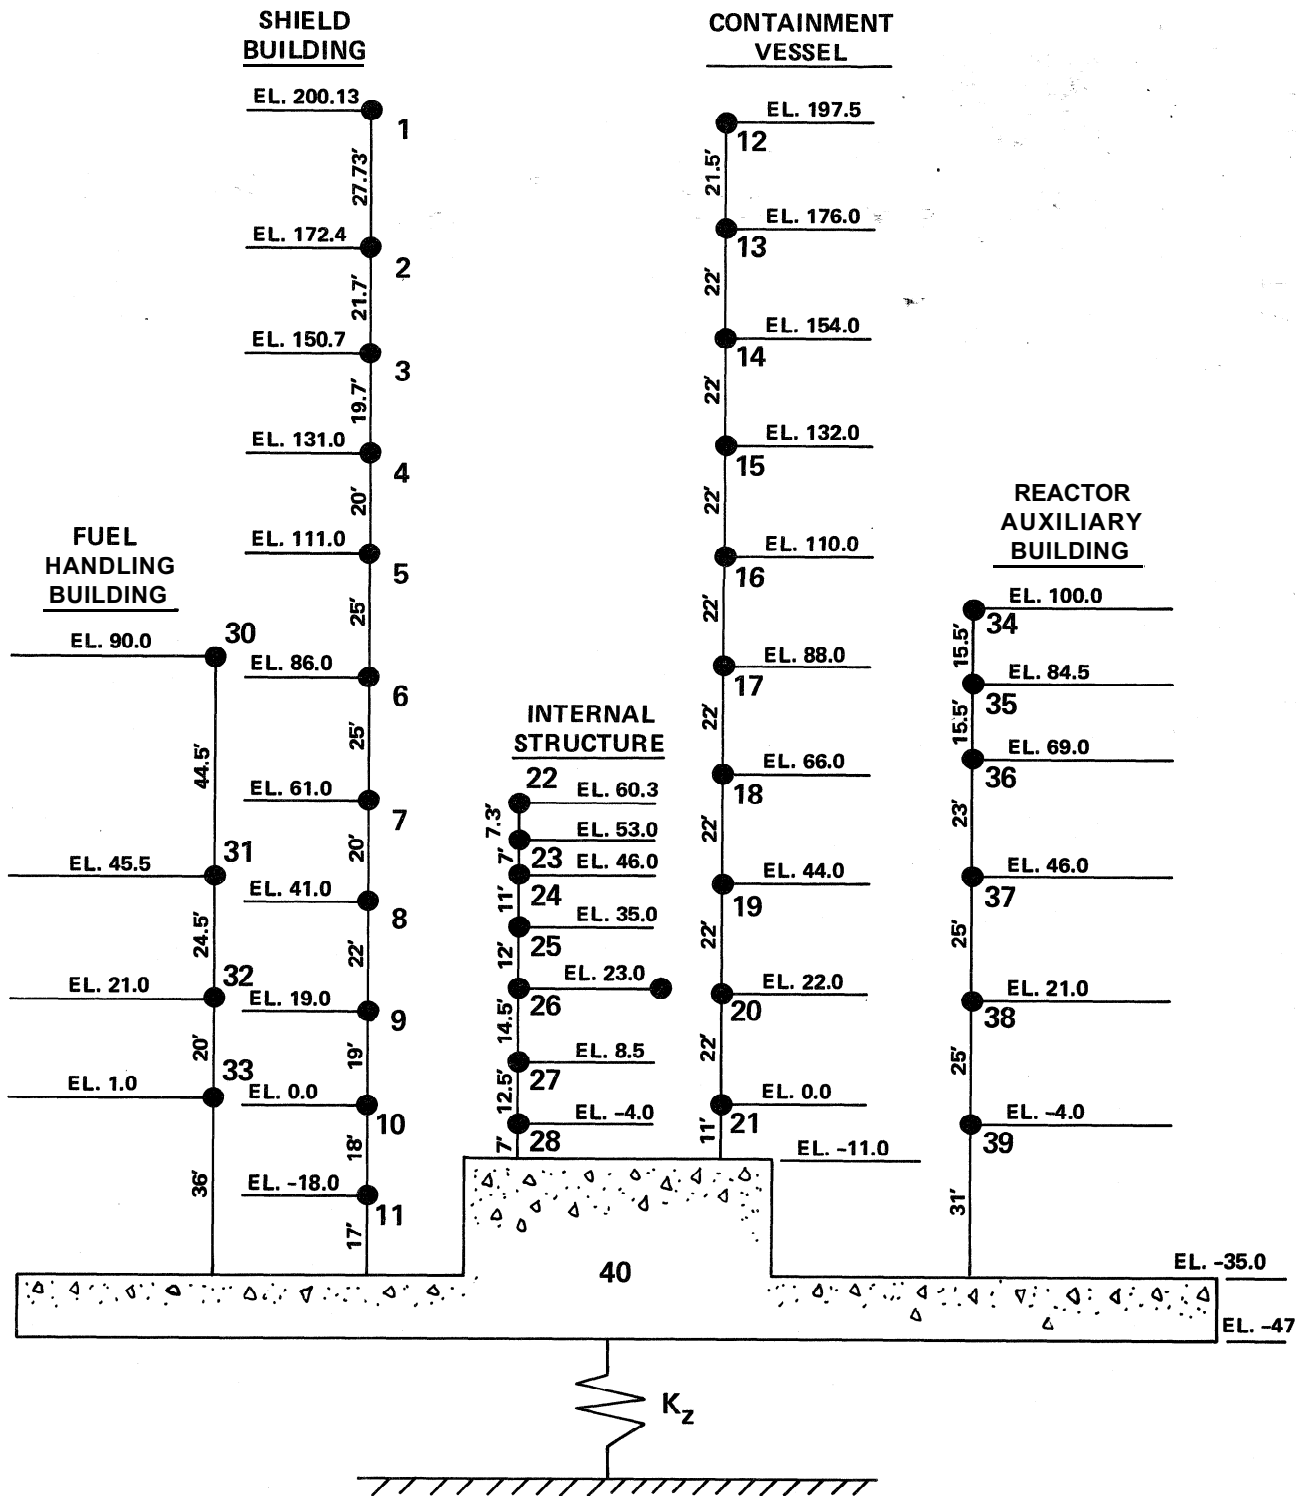 SHIELD
BUILDING
EL. 200.13
1
27.73'
EL. 172.4
2
21.7'
EL. 150.7
3
19.7'
EL. 131.0
4
20'
EL. 111.0
5
25'
EL. 86.0
6
25'
EL. 61.0
7
20'
EL. 41.0
8
22'
EL. 19.0
9
19'
EL. 0.0
10
18'
EL. -18.0
11
17'
FUEL
HANDLING
BUILDING
EL. 90.0
30
44.5'
EL. 45.5
31
24.5'
EL. 21.0
32
20'
EL. 1.0
33
36'
INTERNAL
STRUCTURE
22
EL. 60.3
7.3'
EL. 53.0
23
7'
EL. 46.0
24
11'
EL. 35.0
25
12'
EL. 23.0
26
14.5'
EL. 8.5
27
12.5'
EL. -4.0
28
7'
CONTAINMENT
VESSEL
EL. 197.5
12
21.5'
EL. 176.0
13
22'
EL. 154.0
14
22'
EL. 132.0
15
22'
EL. 110.0
16
22'
EL. 88.0
17
22'
EL. 66.0
18
22'
EL. 44.0
19
22'
EL. 22.0
20
22'
EL. 0.0
21
11'
EL. -11.0
REACTOR
AUXILIARY
BUILDING
EL. 100.0
34
15.5'
EL. 84.5
35
15.5'
EL. 69.0
36
23'
EL. 46.0
37
25'
EL. 21.0
38
25'
EL. -4.0
39
31'
EL. -35.0
40
EL. -47
Kz